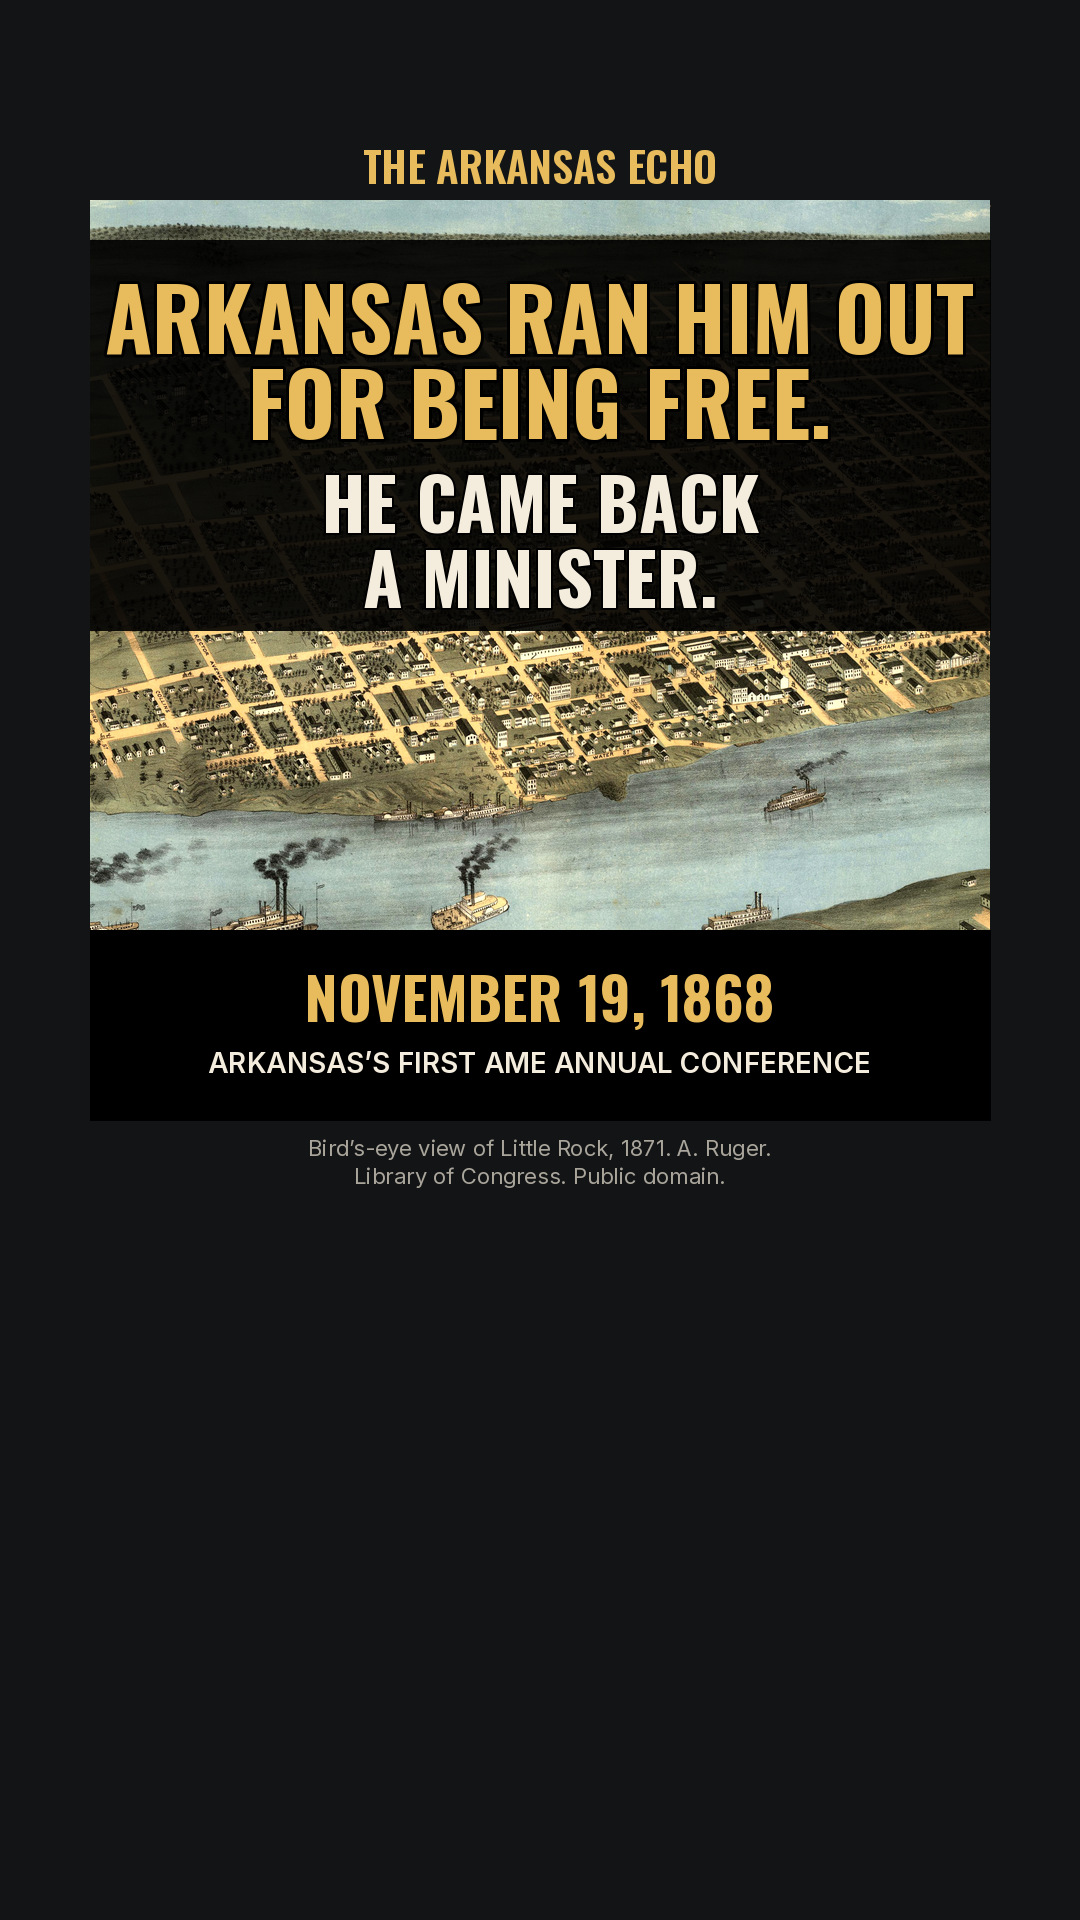 THE ARKANSAS ECHO
ARKANSAS RAN HIM OUT
FOR BEING FREE.
HE CAME BACK
A MINISTER.
NOVEMBER 19, 1868
ARKANSAS’S FIRST AME ANNUAL CONFERENCE
Bird’s-eye view of Little Rock, 1871. A. Ruger.
Library of Congress. Public domain.